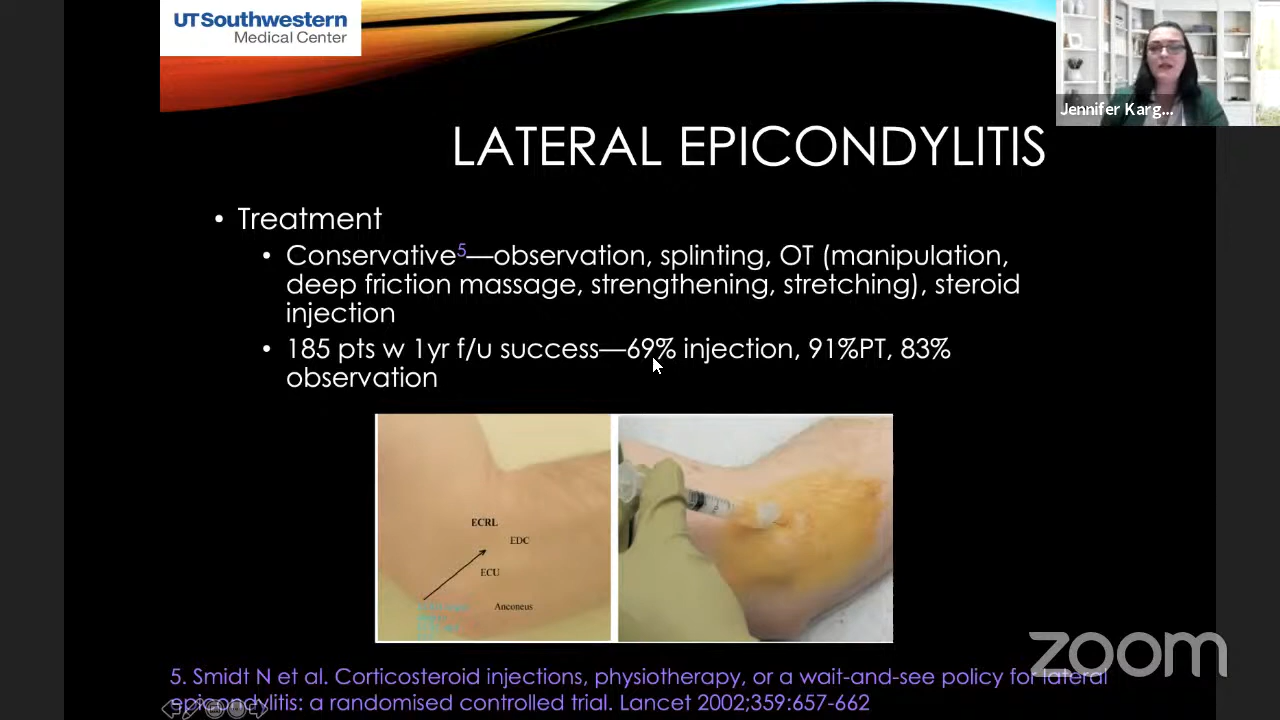 UTSouthwestern
Medical Center
Jennifer Karg...
LATERAL EPICONDYLITIS
• Treatment
• Conservative5—observation, splinting, OT (manipulation,
deep friction massage, strengthening, stretching), steroid
injection
• 185 pts w 1yr f/u success—69% injection, 91%PT, 83%
observation
ECRL
EDC
ECU
Anconeus
zoom
5. Smidt N et al. Corticosteroid injections, physiotherapy, or a wait-and-see policy for lateral
epicondylitis: a randomised controlled trial. Lancet 2002;359:657-662